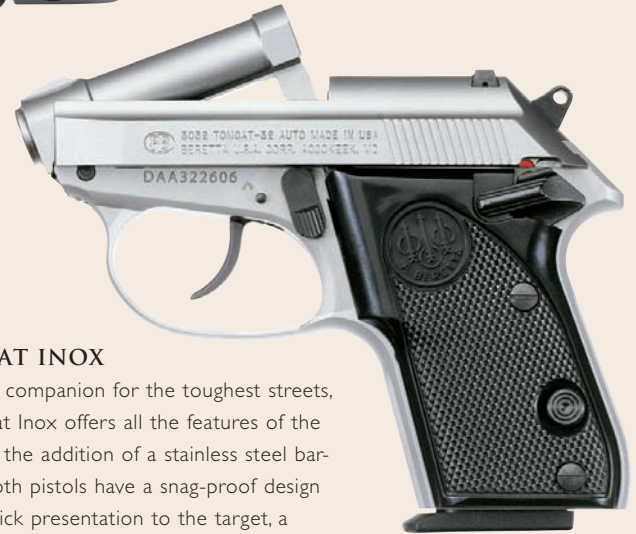 3032 TOMCAT-32 AUTO MADE IN USA
BERETTA U.S.A. CORP. ACCOKEEK, MD
DAA322606
BERETTA
AT INOX
companion for the toughest streets,
at Inox offers all the features of the
the addition of a stainless steel bar-
oth pistols have a snag-proof design
ick presentation to the target, a